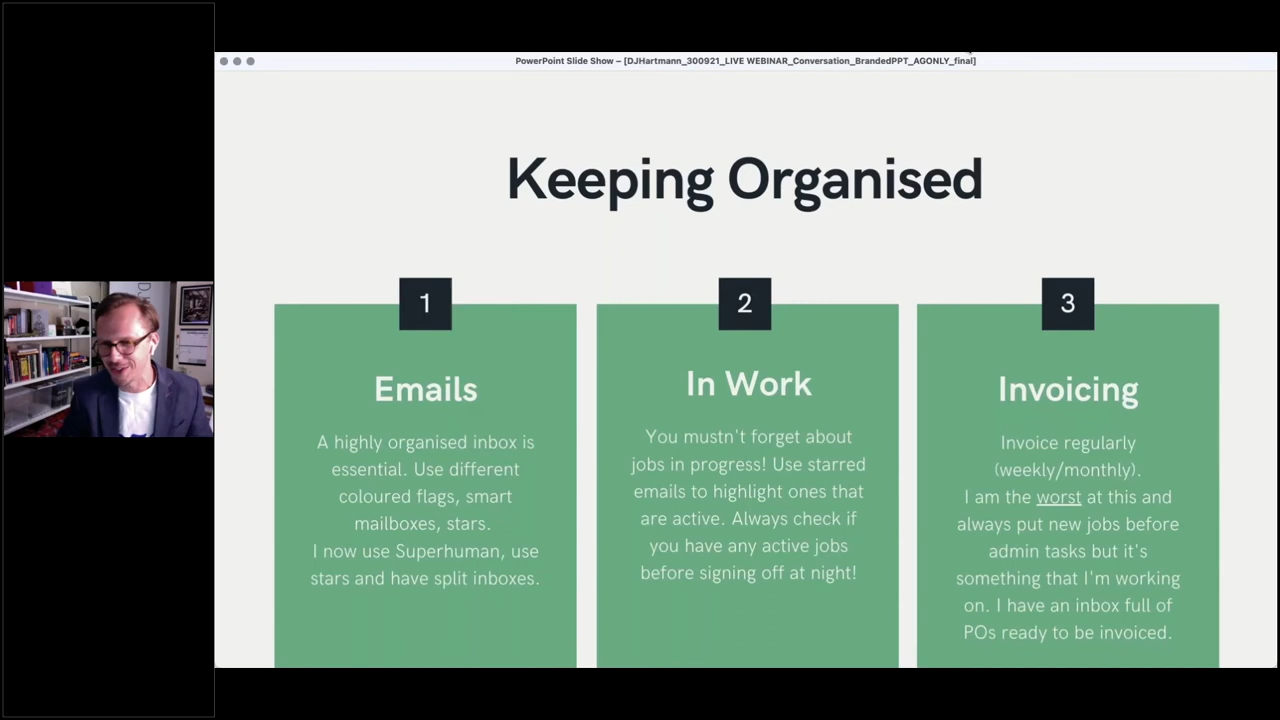 PowerPoint Slide Show – [DJHartmann_300921_LIVE WEBINAR_Conversation_BrandedPPT_AGONLY_final]
Keeping Organised
1
Emails
A highly organised inbox is
essential. Use different
coloured flags, smart
mailboxes, stars.
I now use Superhuman, use
stars and have split inboxes.
2
In Work
You mustn't forget about
jobs in progress! Use starred
emails to highlight ones that
are active. Always check if
you have any active jobs
before signing off at night!
3
Invoicing
Invoice regularly
(weekly/monthly).
I am the worst at this and
always put new jobs before
admin tasks but it's
something that I'm working
on. I have an inbox full of
POs ready to be invoiced.